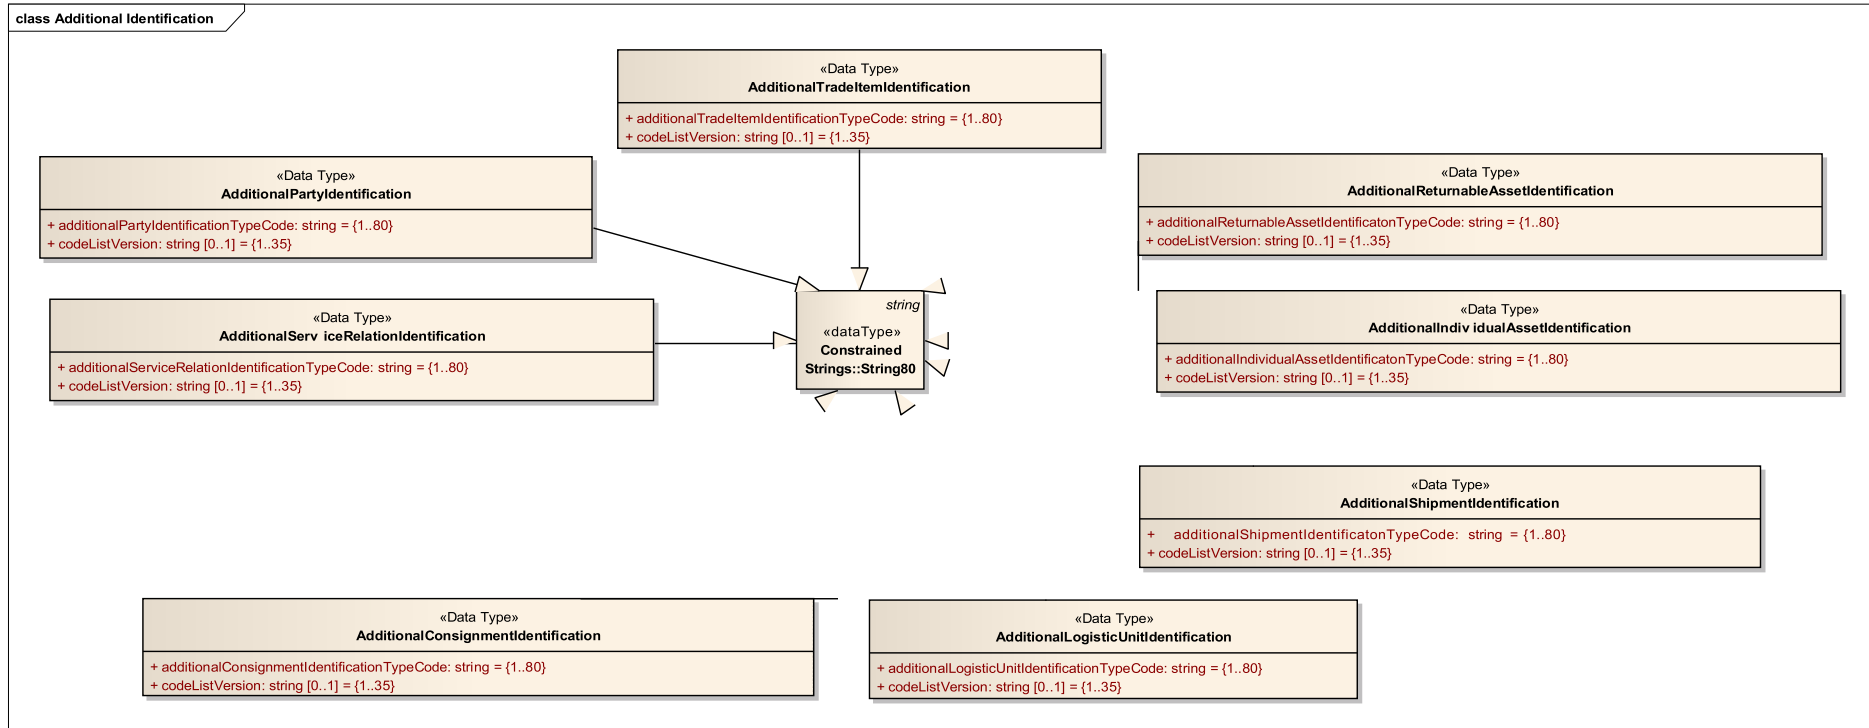 class Additional Identification
«Data Type»
AdditionalTradeItemIdentification
+ additionalTradeItemIdentificationTypeCode: string = {1..80}
+ codeListVersion: string [0..1] = {1..35}
«Data Type»
AdditionalPartyIdentification
+ additionalPartyIdentificationTypeCode: string = {1..80}
+ codeListVersion: string [0..1] = {1..35}
«Data Type»
AdditionalReturnableAssetIdentification
+ additionalReturnableAssetIdentificatonTypeCode: string = {1..80}
+ codeListVersion: string [0..1] = {1..35}
«Data Type»
AdditionalServ iceRelationIdentification
+ additionalServiceRelationIdentificationTypeCode: string = {1..80}
+ codeListVersion: string [0..1] = {1..35}
string
«dataType»
Constrained
Strings::String80
«Data Type»
AdditionalIndiv idualAssetIdentification
+ additionalIndividualAssetIdentificatonTypeCode: string = {1..80}
+ codeListVersion: string [0..1] = {1..35}
«Data Type»
AdditionalShipmentIdentification
+ additionalShipmentIdentificatonTypeCode: string = {1..80}
+ codeListVersion: string [0..1] = {1..35}
«Data Type»
AdditionalConsignmentIdentification
+ additionalConsignmentIdentificationTypeCode: string = {1..80}
+ codeListVersion: string [0..1] = {1..35}
«Data Type»
AdditionalLogisticUnitIdentification
+ additionalLogisticUnitIdentificationTypeCode: string = {1..80}
+ codeListVersion: string [0..1] = {1..35}